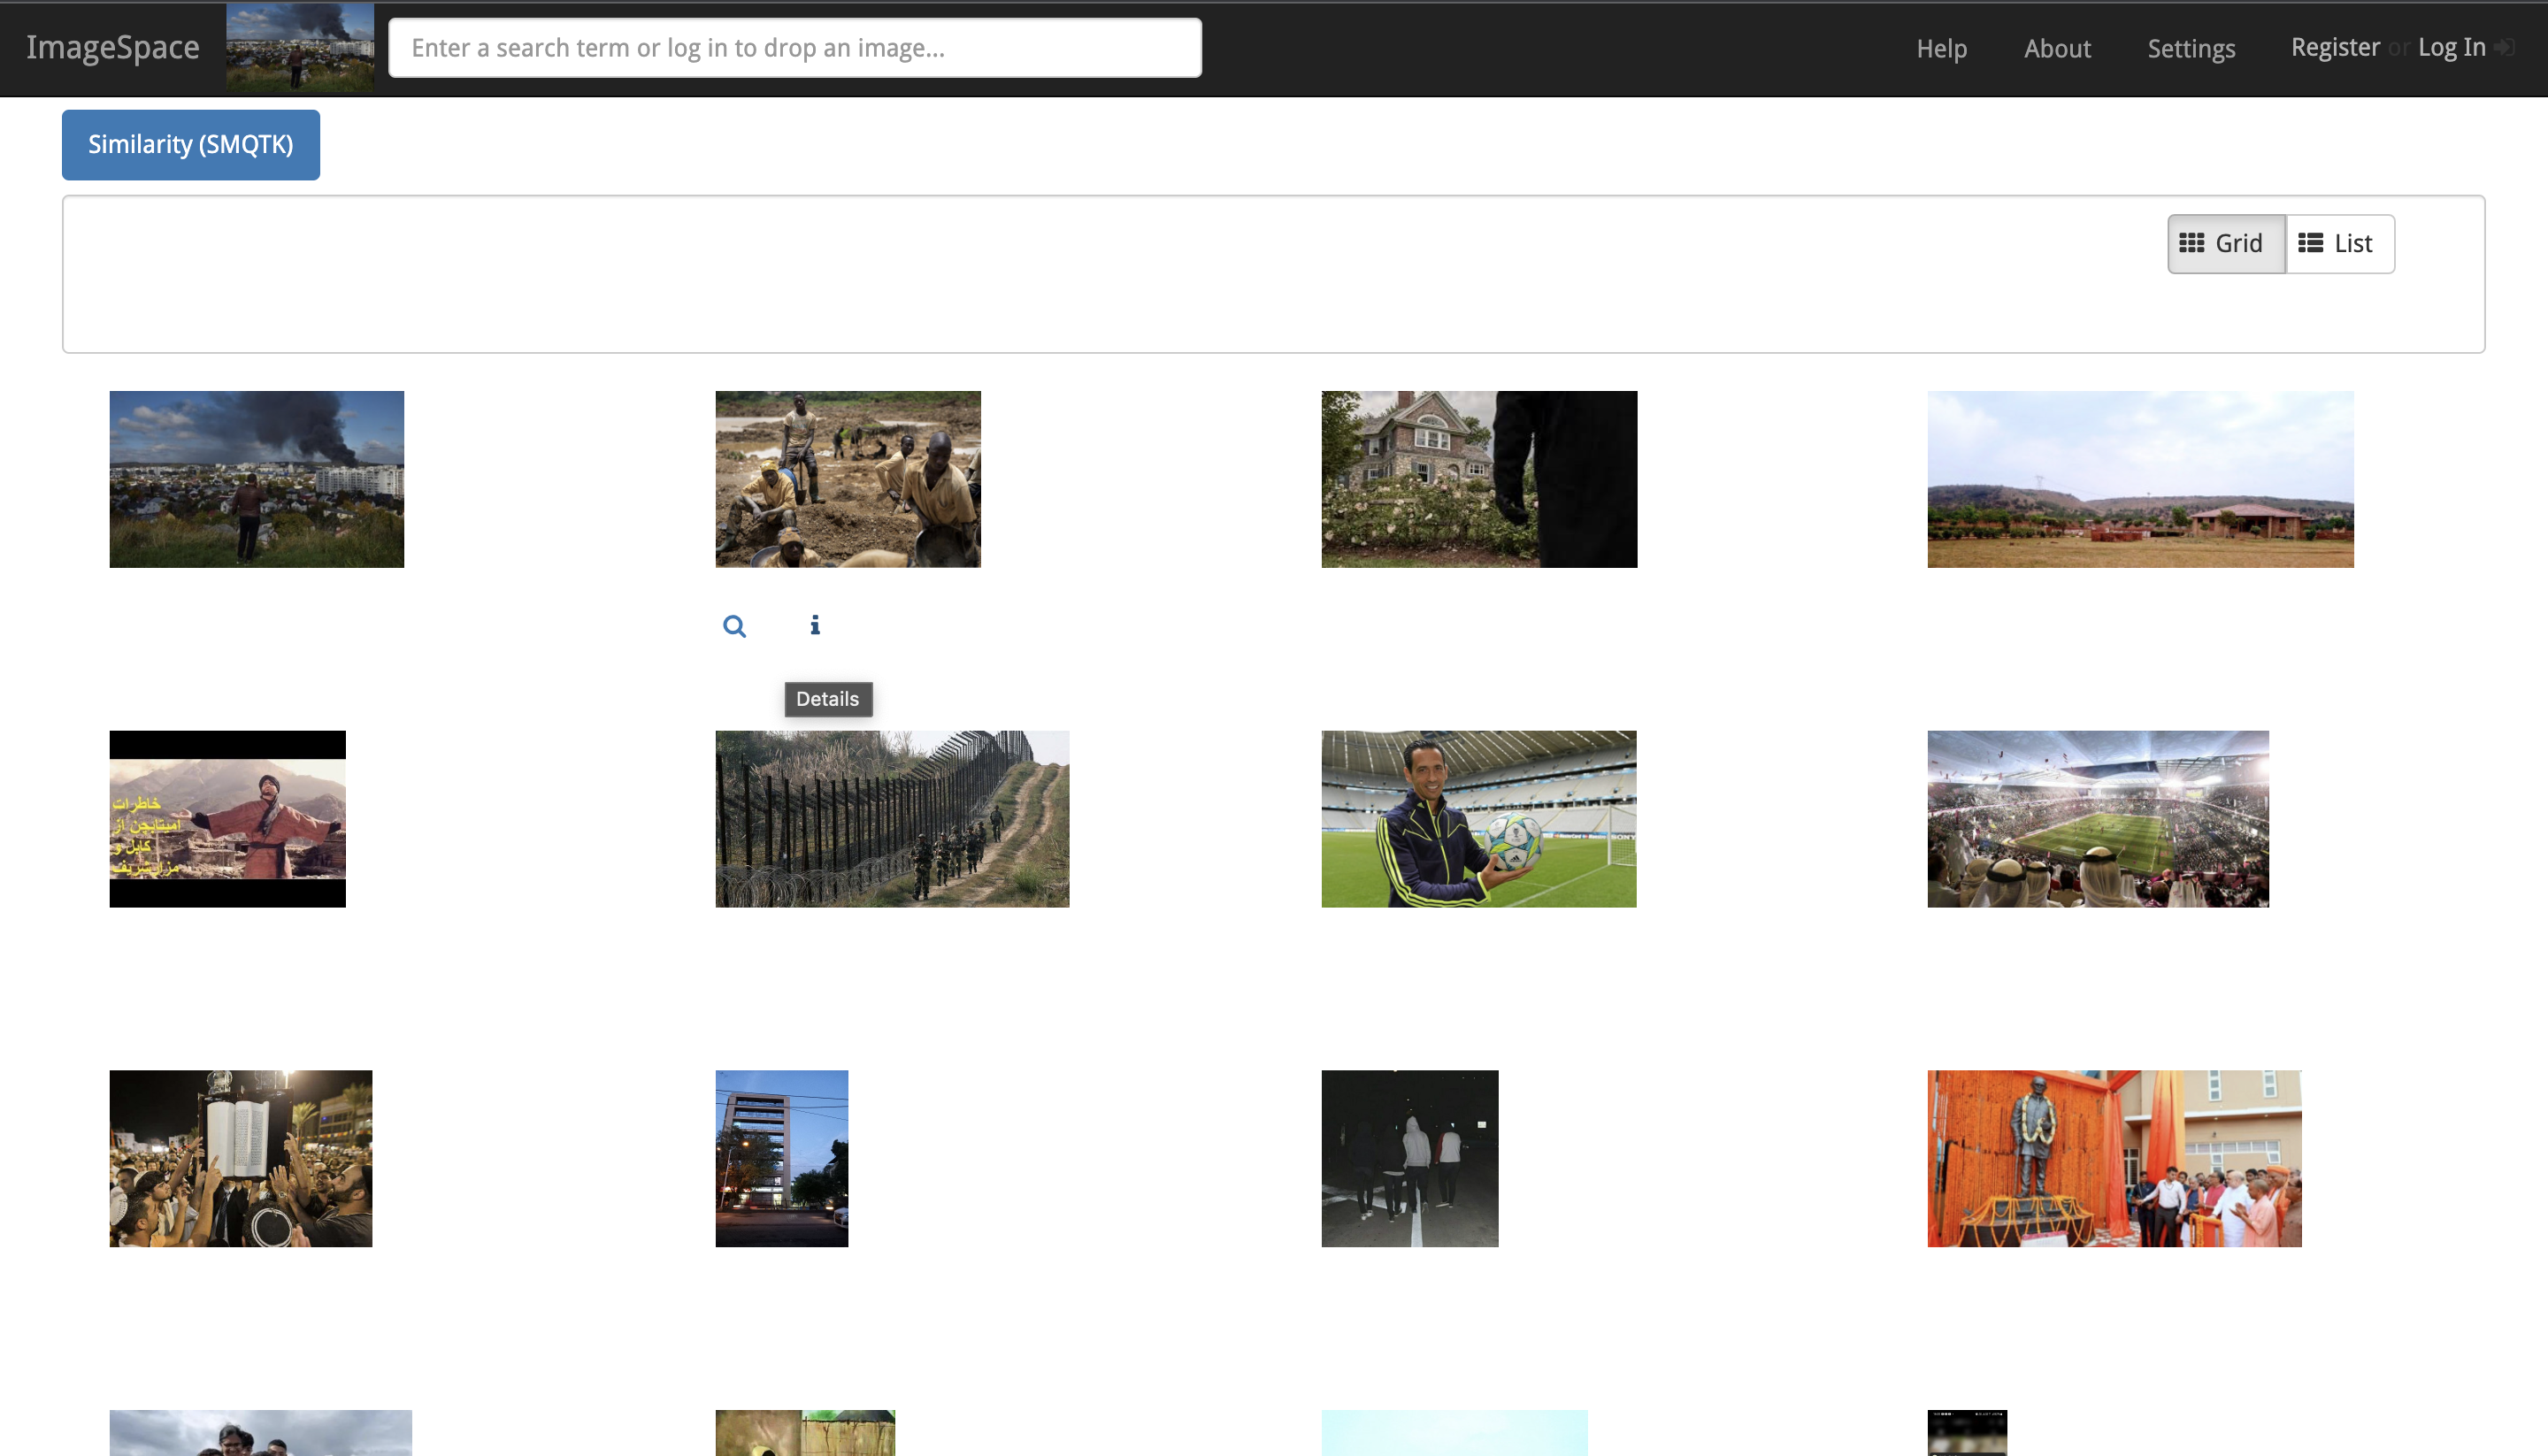 ImageSpace
Enter a search term or log in to drop an image...
Help
About
Settings
Register or Log In
Similarity (SMQTK)
Grid
List
Details
خاطرات
امیتابچن از
کابل و
مزارشریف